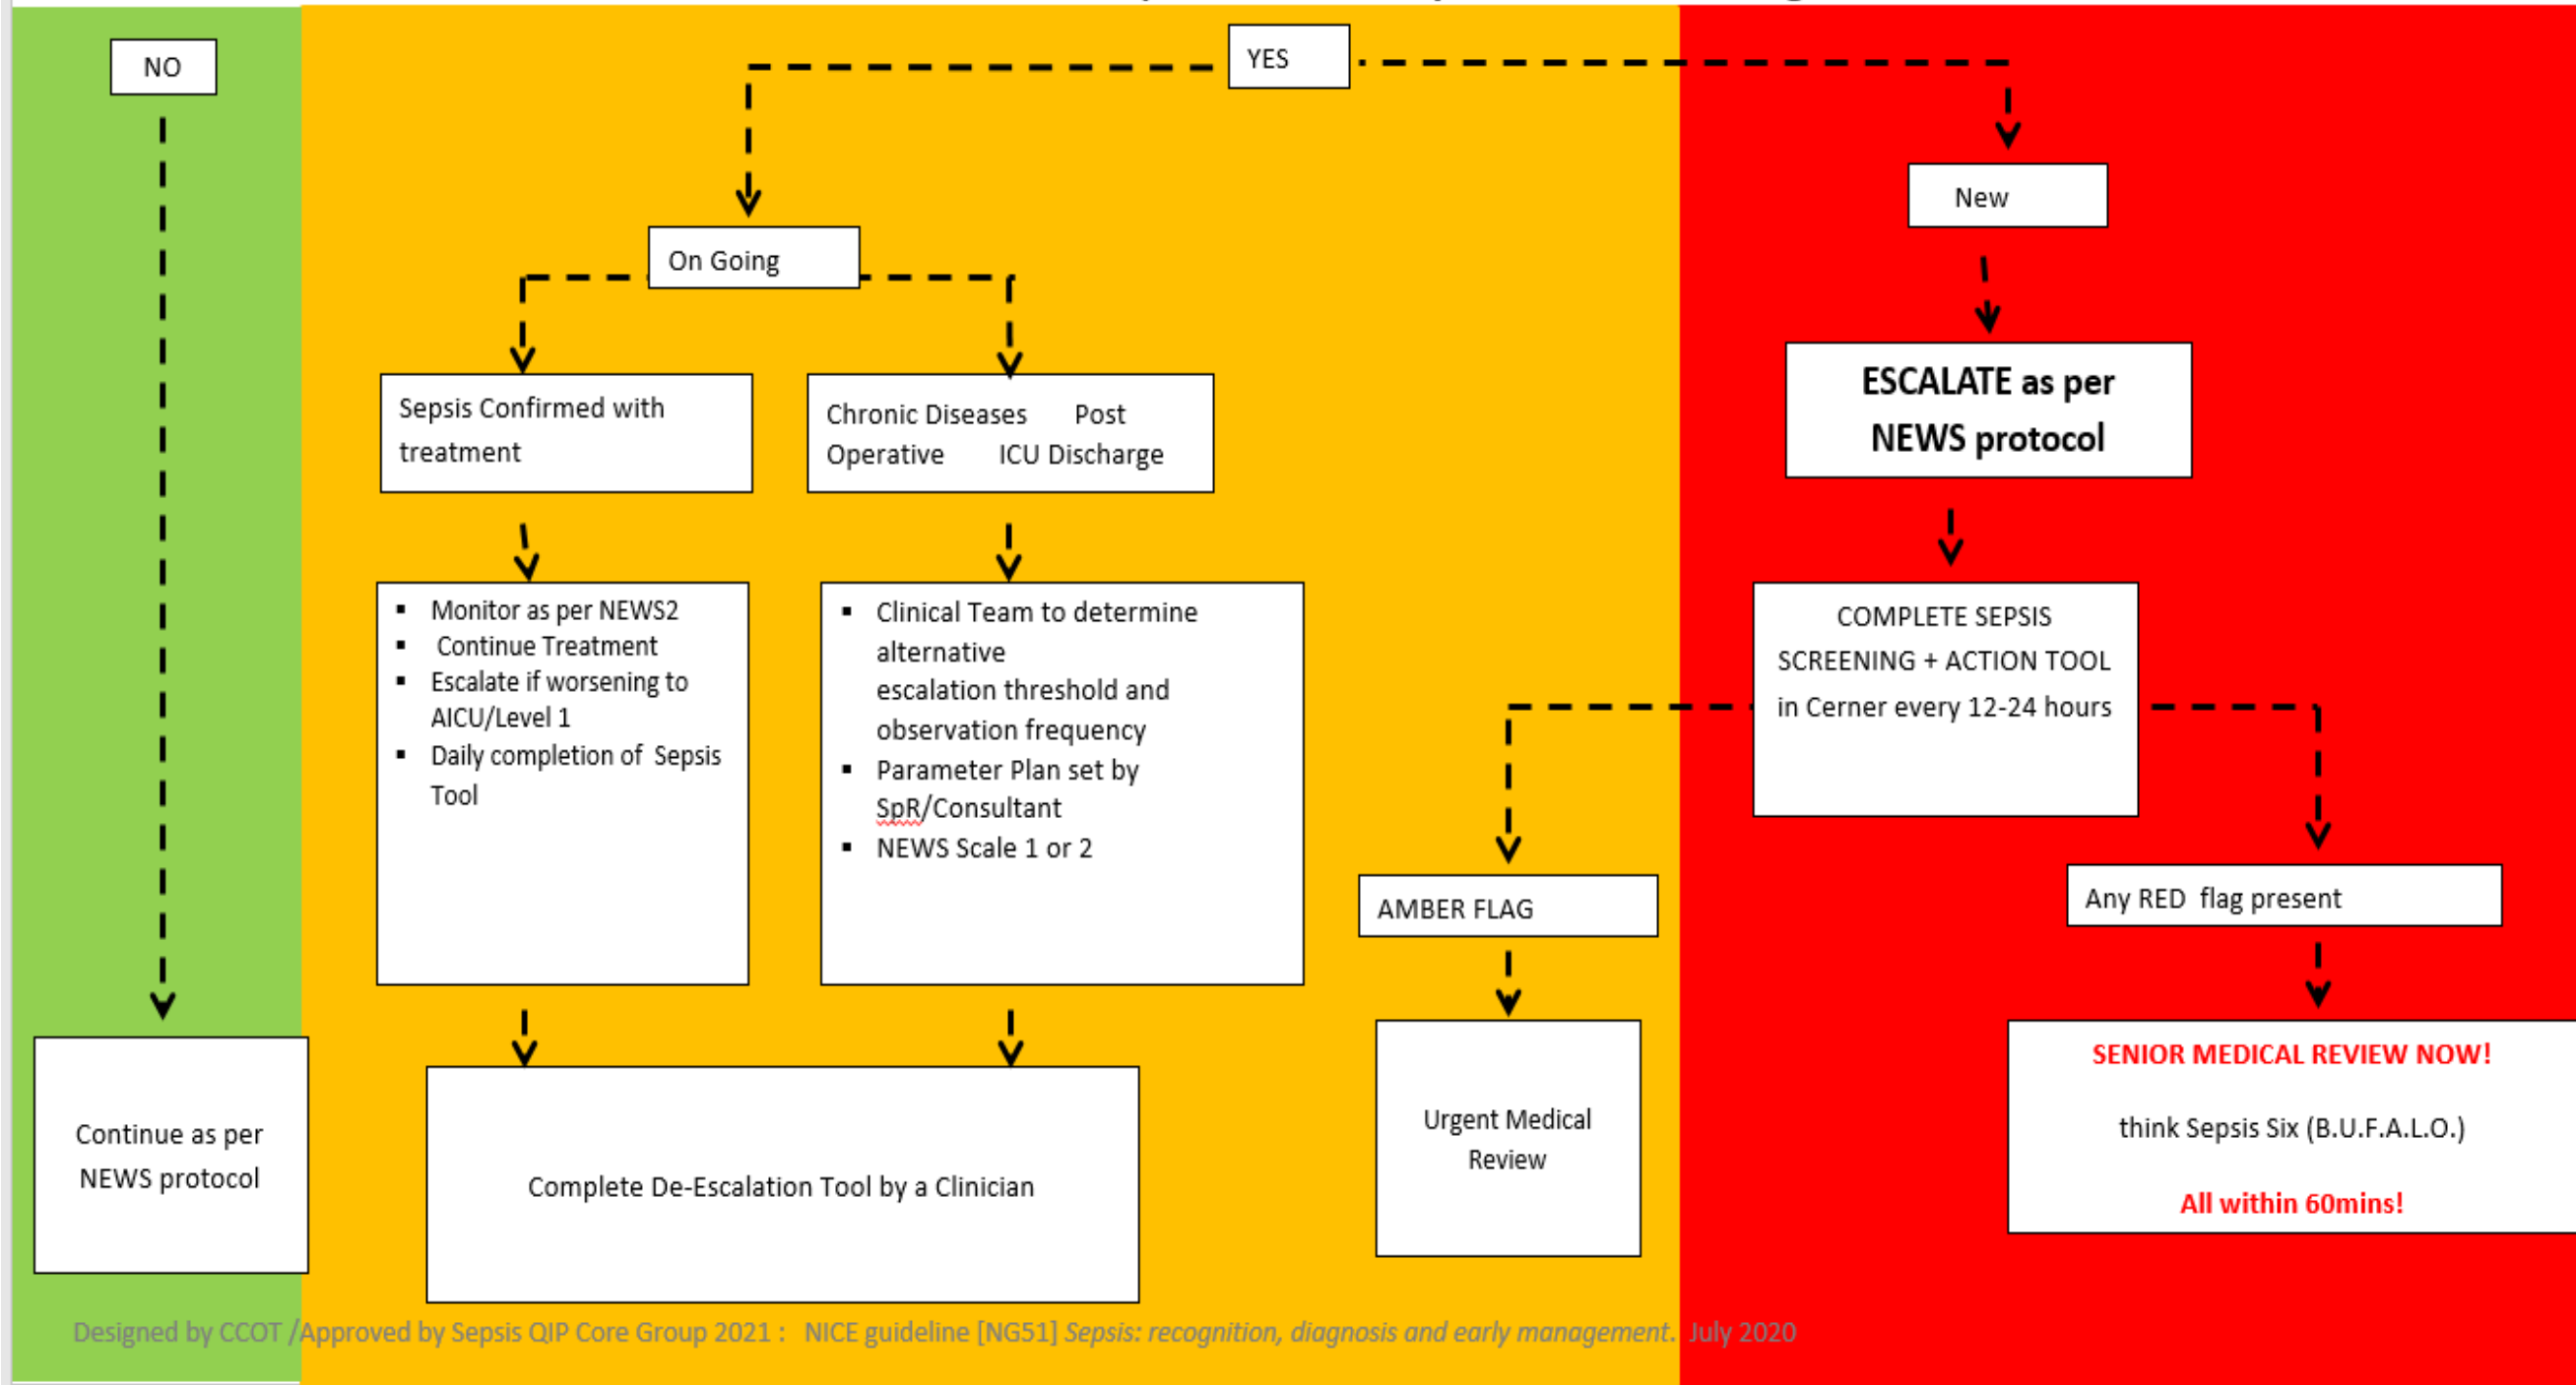 NO
YES
New
On Going
ESCALATE as per
NEWS protocol
Sepsis Confirmed with
treatment
Chronic Diseases Post
Operative ICU Discharge
▪ Monitor as per NEWS2
▪ Continue Treatment
▪ Escalate if worsening to
AICU/Level 1
▪ Daily completion of Sepsis
Tool
▪ Clinical Team to determine
alternative
escalation threshold and
observation frequency
▪ Parameter Plan set by
SpR/Consultant
▪ NEWS Scale 1 or 2
COMPLETE SEPSIS
SCREENING + ACTION TOOL
in Cerner every 12-24 hours
AMBER FLAG
Any RED flag present
Continue as per
NEWS protocol
Complete De-Escalation Tool by a Clinician
Urgent Medical
Review
SENIOR MEDICAL REVIEW NOW!
think Sepsis Six (B.U.F.A.L.O.)
All within 60mins!
Designed by CCOT /Approved by Sepsis QIP Core Group 2021 : NICE guideline [NG51] Sepsis: recognition, diagnosis and early management. July 2020